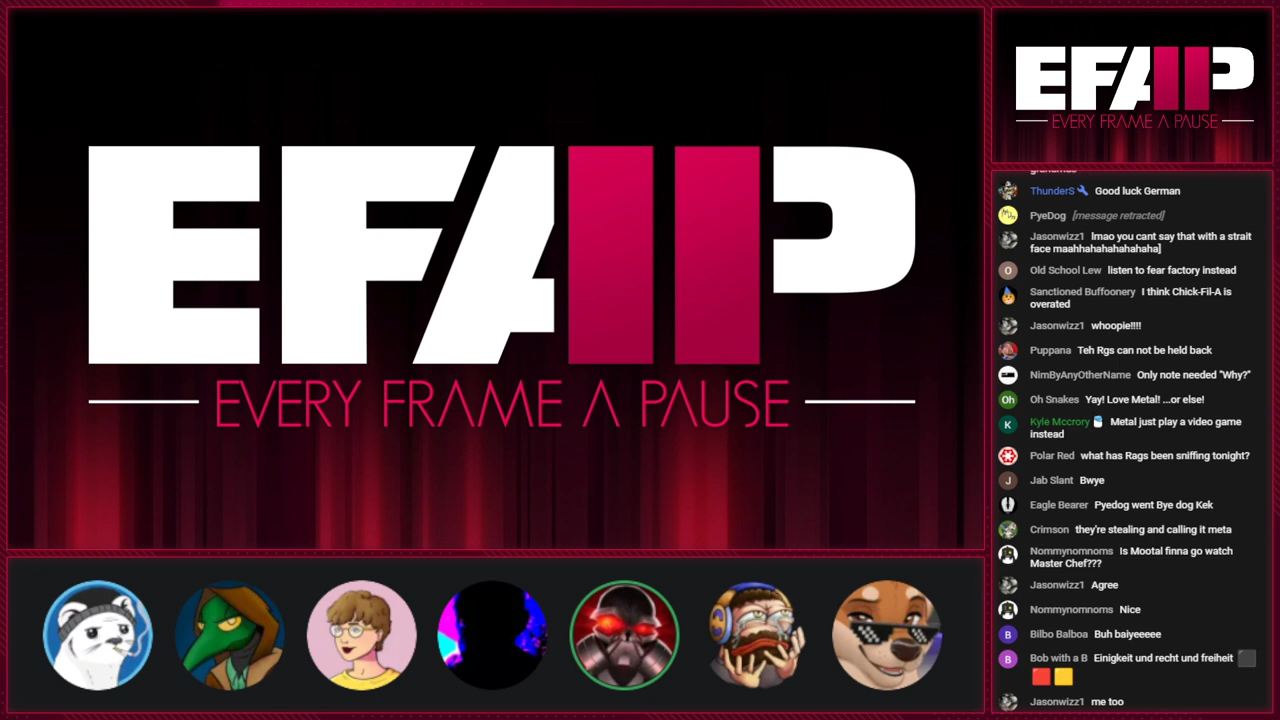 EFAP
EVERY FRAME A PAUSE
EFAP
EVERY FRAME A PAUSE
ThunderS Good luck German
PyeDog [message retracted]
Jasonwizz1 lmao you cant say that with a strait
face maahhahahahahahaha]
O
Old School Lew listen to fear factory instead
Sanctioned Buffoonery I think Chick-Fil-A is
overated
Jasonwizz1 whoopie!!!!
Puppana Teh Rgs can not be held back
NimByAnyOtherName Only note needed "Why?"
Oh
Oh Snakes Yay! Love Metal! ...or else!
K
Kyle Mccrory Metal just play a video game
instead
Polar Red what has Rags been sniffing tonight?
J
Jab Slant Bwye
Eagle Bearer Pyedog went Bye dog Kek
Crimson they're stealing and calling it meta
Nommynomnoms Is Mootal finna go watch
Master Chef???
Jasonwizz1 Agree
Nommynomnoms Nice
B
Bilbo Balboa Buh baiyeeeee
B
Bob with a B Einigkeit und recht und freiheit
Jasonwizz1 me too